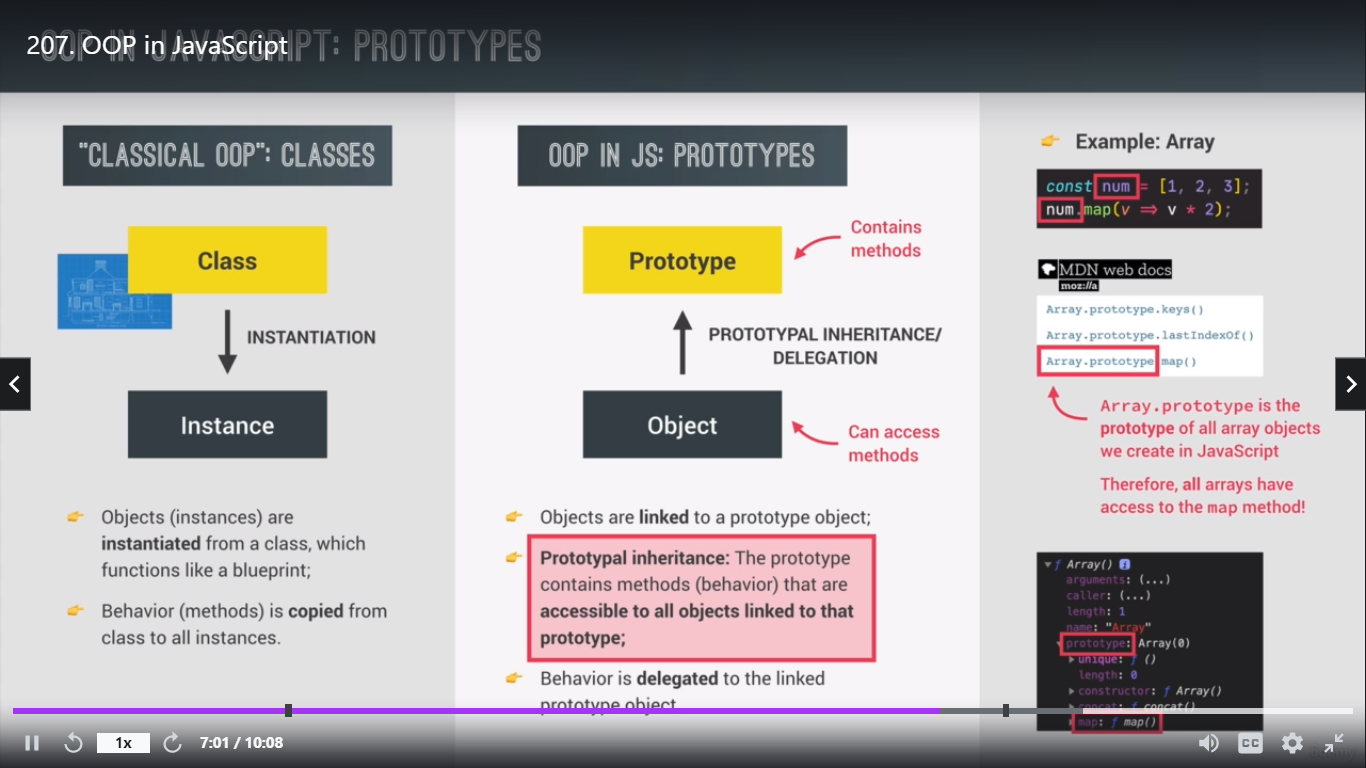 OOP IN JAVASCRIPT: PROTOTYPES
207. OOP in JavaScript
"CLASSICAL OOP": CLASSES
Class
INSTANTIATION
Instance
Objects (instances) are
instantiated from a class, which
functions like a blueprint;
Behavior (methods) is copied from
class to all instances.
OOP IN JS: PROTOTYPES
Prototype
Contains
methods
PROTOTYPAL INHERITANCE/
DELEGATION
Object
Can access
methods
Objects are linked to a prototype object;
Prototypal inheritance: The prototype
contains methods (behavior) that are
accessible to all objects linked to that
prototype;
Behavior is delegated to the linked
prototype object.
Example: Array
const num = [1, 2, 3];
num.map(v => v * 2);
MDN web docs
moz://a
Array.prototype.keys()
Array.prototype.lastIndexOf()
Array.prototype.map()
Array.prototype is the
prototype of all array objects
we create in JavaScript
Therefore, all arrays have
access to the map method!
ƒ Array() i
arguments: (...)
caller: (...)
length: 1
name: "Array"
prototype: Array(0)
unique: ƒ ()
length: 0
constructor: ƒ Array()
concat: ƒ concat()
map: ƒ map()
1x
7:01 / 10:08
CC